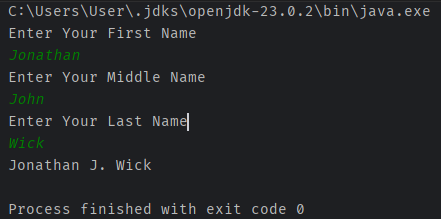 C:\Users\User\.jdks\openjdk-23.0.2\bin\java.exe
Enter Your First Name
Jonathan
Enter Your Middle Name
John
Enter Your Last Name
Wick
Jonathan J. Wick
Process finished with exit code 0